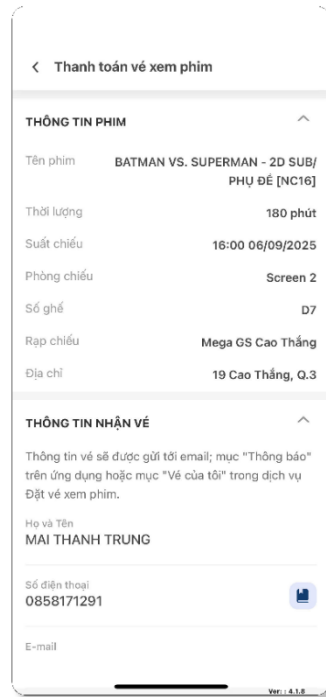 Thanh toán vé xem phim
THÔNG TIN PHIM
Tên phim BATMAN VS. SUPERMAN - 2D SUB/
PHỤ ĐỀ [NC16]
Thời lượng 180 phút
Suất chiếu 16:00 06/09/2025
Phòng chiếu Screen 2
Số ghế D7
Rạp chiếu Mega GS Cao Thắng
Địa chỉ 19 Cao Thắng, Q.3
THÔNG TIN NHẬN VÉ
Thông tin vé sẽ được gửi tới email; mục "Thông báo"
trên ứng dụng hoặc mục "Vé của tôi" trong dịch vụ
Đặt vé xem phim.
Họ và Tên
MAI THANH TRUNG
Số điện thoại
0858171291
E-mail
Ver: : 4.1.8